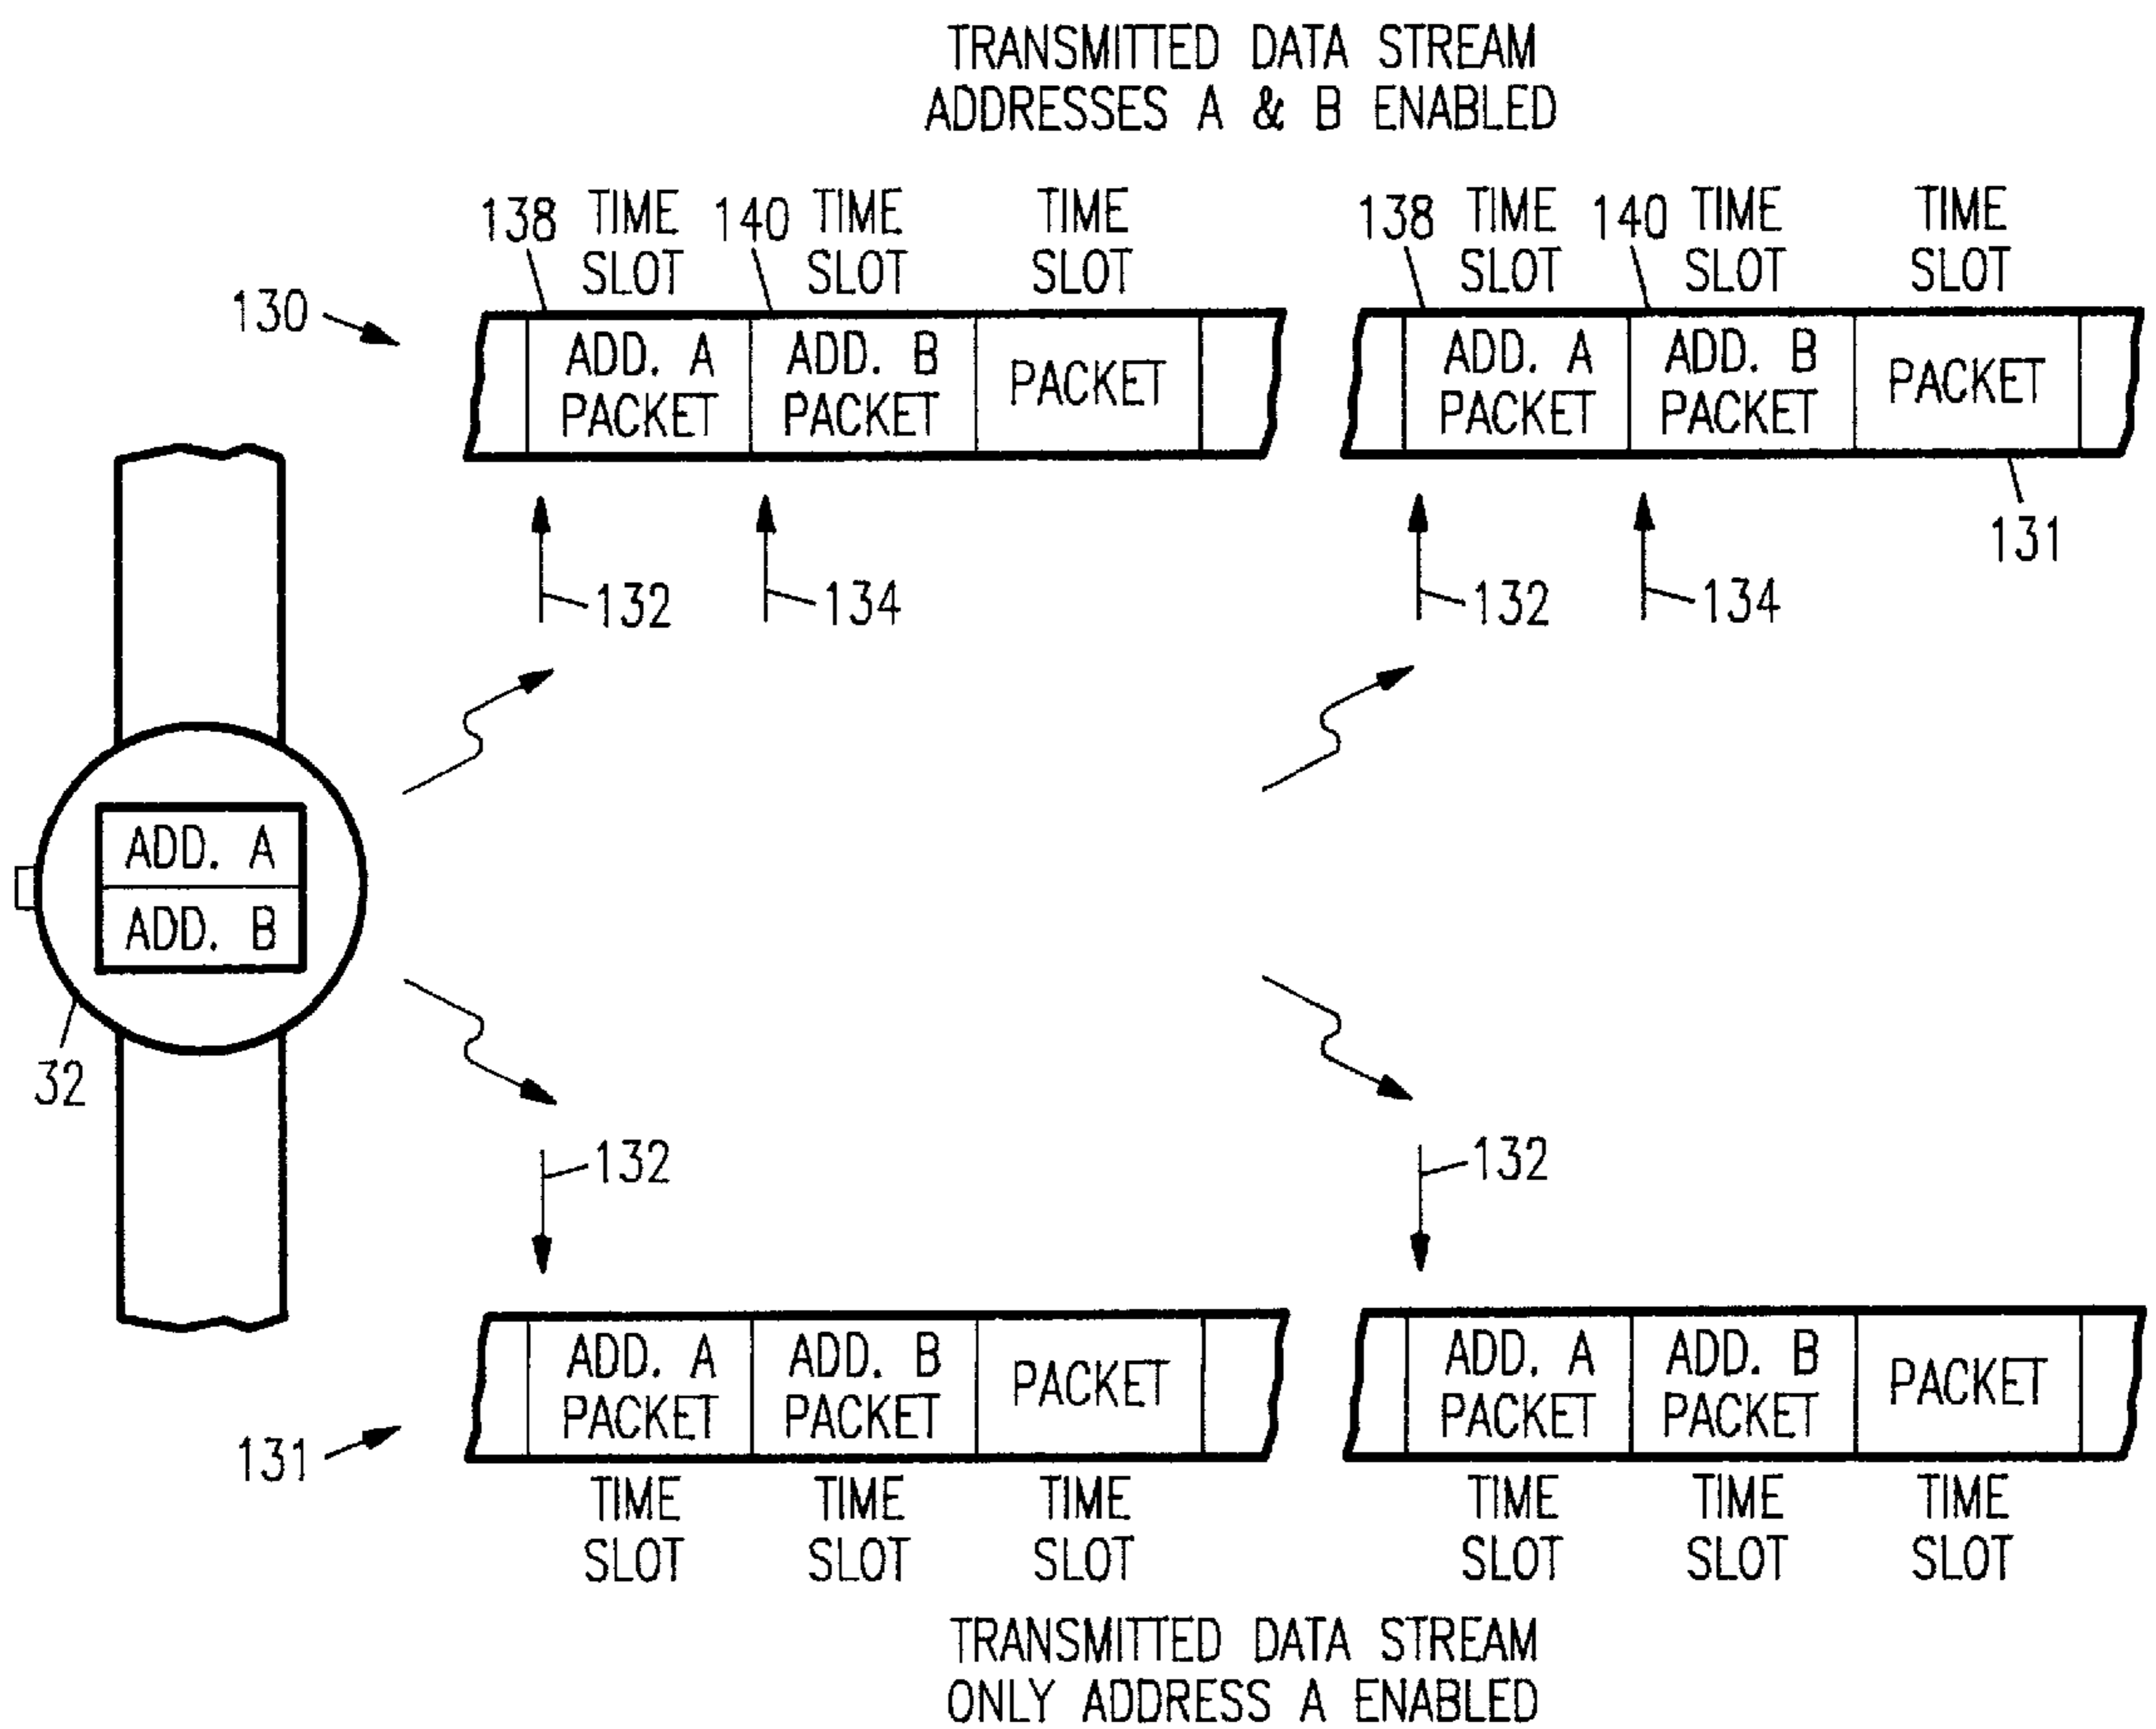 TRANSMITTED DATA STREAM
ADDRESSES A & B ENABLED
138 TIME SLOT
140 TIME SLOT
TIME SLOT
138 TIME SLOT
140 TIME SLOT
TIME SLOT
130
ADD. A PACKET
ADD. B PACKET
PACKET
ADD. A PACKET
ADD. B PACKET
PACKET
131
132
134
132
134
ADD. A
ADD. B
32
132
132
131
ADD. A PACKET
ADD. B PACKET
PACKET
ADD. A PACKET
ADD. B PACKET
PACKET
TIME SLOT
TIME SLOT
TIME SLOT
TIME SLOT
TIME SLOT
TIME SLOT
TRANSMITTED DATA STREAM
ONLY ADDRESS A ENABLED